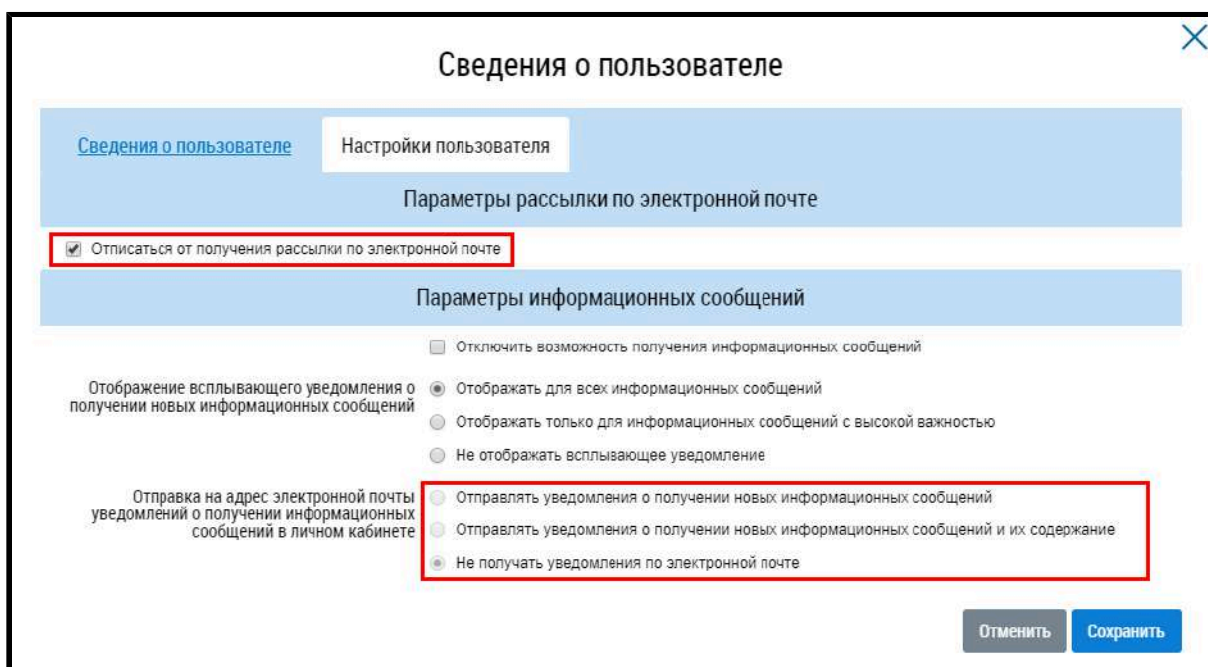 Сведения о пользователе
Сведения о пользователе
Настройки пользователя
Параметры рассылки по электронной почте
Отписаться от получения рассылки по электронной почте
Параметры информационных сообщений
Отключить возможность получения информационных сообщений
Отображение всплывающего уведомления о
получении новых информационных сообщений
Отображать для всех информационных сообщений
Отображать только для информационных сообщений с высокой важностью
Не отображать всплывающее уведомление
Отправка на адрес электронной почты
уведомлений о получении информационных
сообщений в личном кабинете
Отправлять уведомления о получении новых информационных сообщений
Отправлять уведомления о получении новых информационных сообщений и их содержание
Не получать уведомления по электронной почте
Отменить
Сохранить